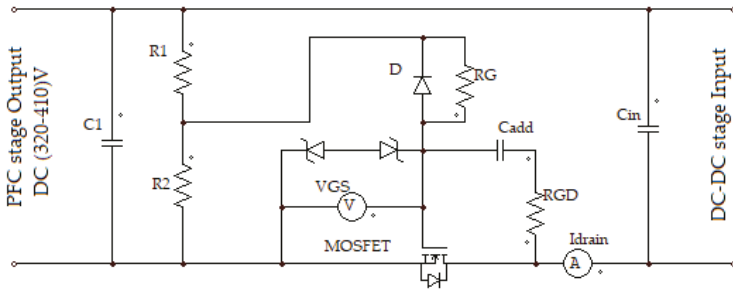 PFC stage Output
DC (320-410)V
C1
R1
R2
D
RG
Cadd
VGS
V
RGD
MOSFET
Idrain
A
Cin
DC-DC stage Input